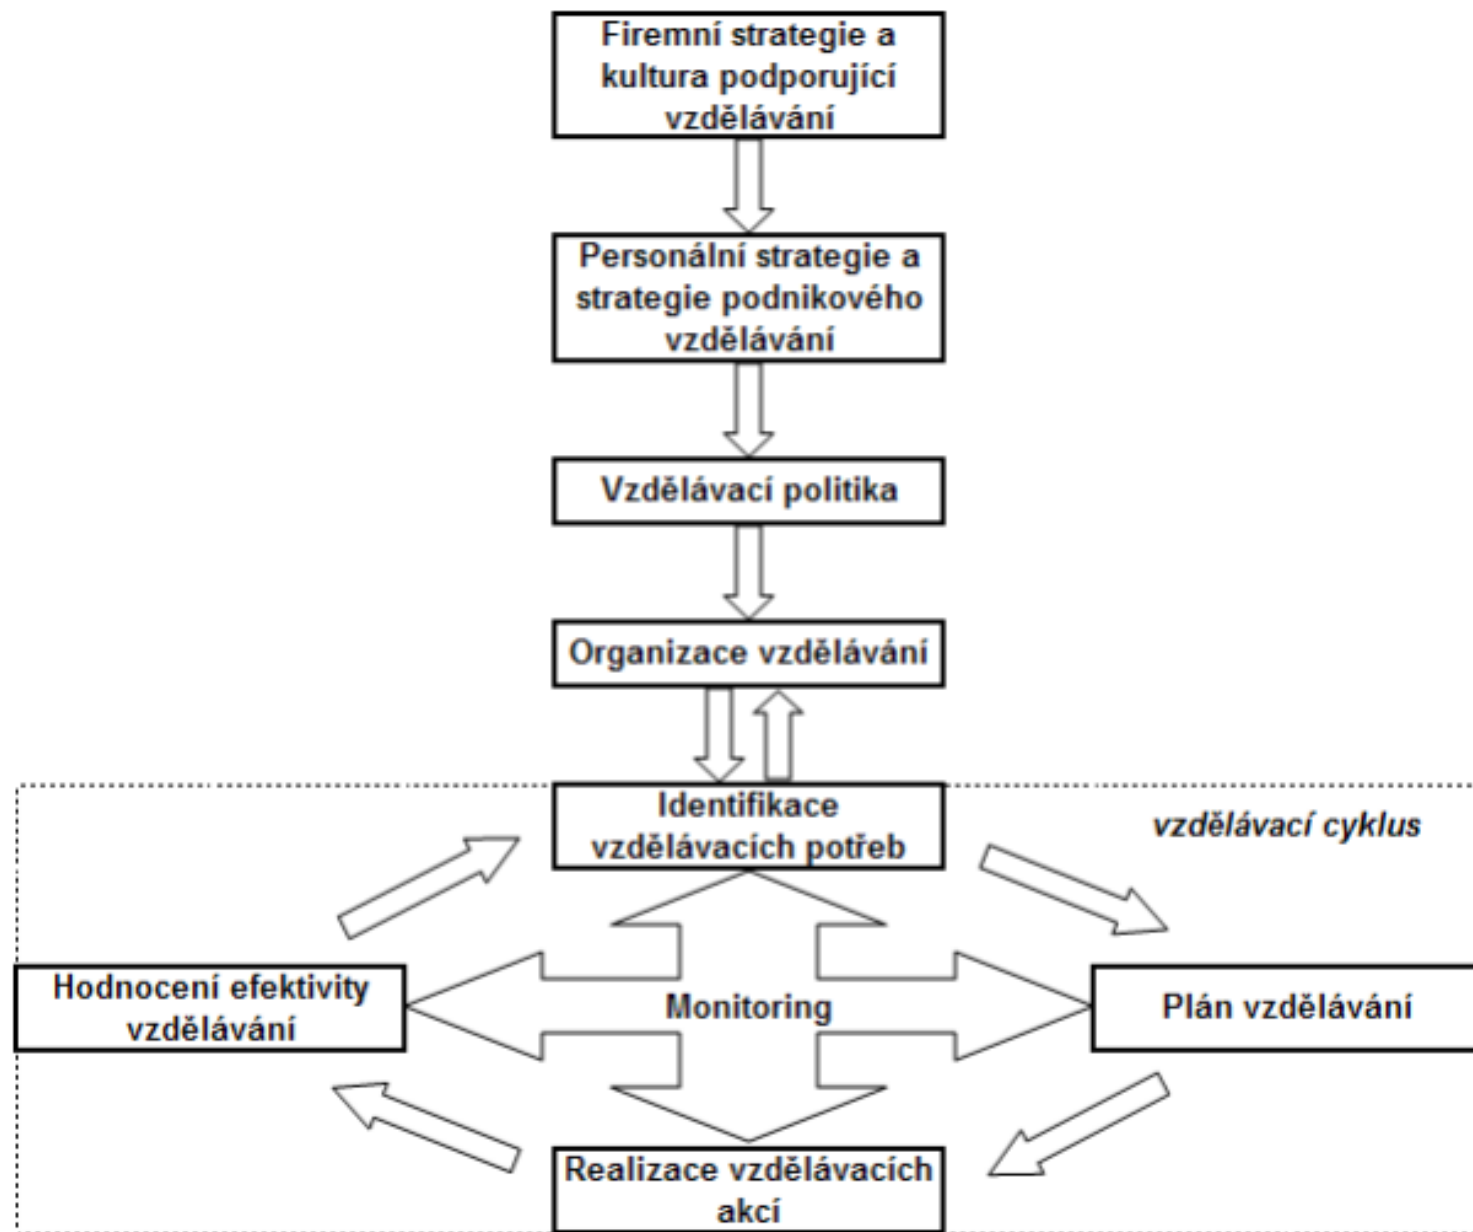 Firemní strategie a
kultura podporující
vzdělávání
Personální strategie a
strategie podnikového
vzdělávání
Vzdělávací politika
Organizace vzdělávání
Identifikace
vzdělávacích potřeb
vzdělávací cyklus
Hodnocení efektivity
vzdělávání
Monitoring
Plán vzdělávání
Realizace vzdělávacích
akcí